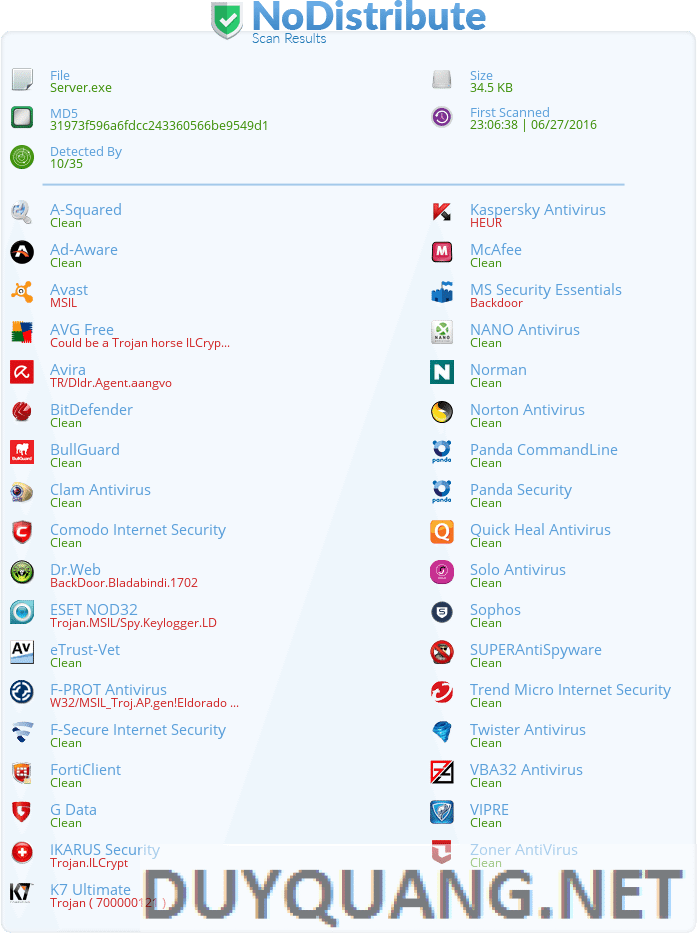 NoDistribute
Scan Results
File
Server.exe
Size
34.5 KB
MD5
31973f596a6fdcc243360566be9549d1
First Scanned
23:06:38 | 06/27/2016
Detected By
10/35
A-Squared
Clean
Ad-Aware
Clean
Avast
MSIL
AVG Free
Could be a Trojan horse ILCryp...
Avira
TR/Dldr.Agent.aangvo
BitDefender
Clean
BullGuard
Clean
Clam Antivirus
Clean
Comodo Internet Security
Clean
Dr.Web
BackDoor.Bladabindi.1702
ESET NOD32
Trojan.MSIL/Spy.Keylogger.LD
eTrust-Vet
Clean
F-PROT Antivirus
W32/MSIL_Troj.AP.gen!Eldorado ...
F-Secure Internet Security
Clean
FortiClient
Clean
G Data
Clean
IKARUS Security
Trojan.ILCrypt
K7 Ultimate
Trojan ( 700000121 )
Kaspersky Antivirus
HEUR
McAfee
Clean
MS Security Essentials
Backdoor
NANO Antivirus
Clean
Norman
Clean
Norton Antivirus
Clean
Panda CommandLine
Clean
Panda Security
Clean
Quick Heal Antivirus
Clean
Solo Antivirus
Clean
Sophos
Clean
SUPERAntiSpyware
Clean
Trend Micro Internet Security
Clean
Twister Antivirus
Clean
VBA32 Antivirus
Clean
VIPRE
Clean
Zoner AntiVirus
Clean
DUYQUANG.NET